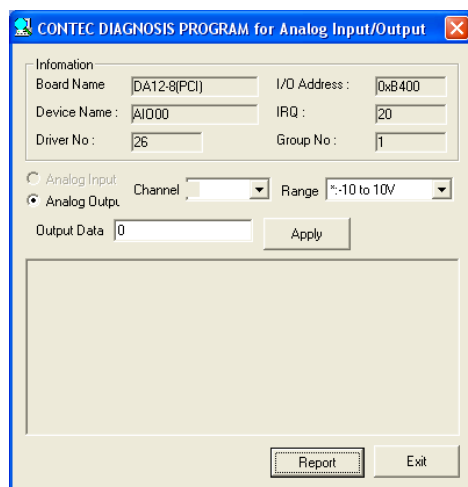 CONTEC DIAGNOSIS PROGRAM for Analog Input/Output
Infomation
Board Name DA12-8(PCI) I/O Address : 0xB400
Device Name : AIO00 IRQ : 20
Driver No : 26 Group No : 1
Analog Input
Analog Outpu
Channel Range *:-10 to 10V
Output Data 0 Apply
Report Exit